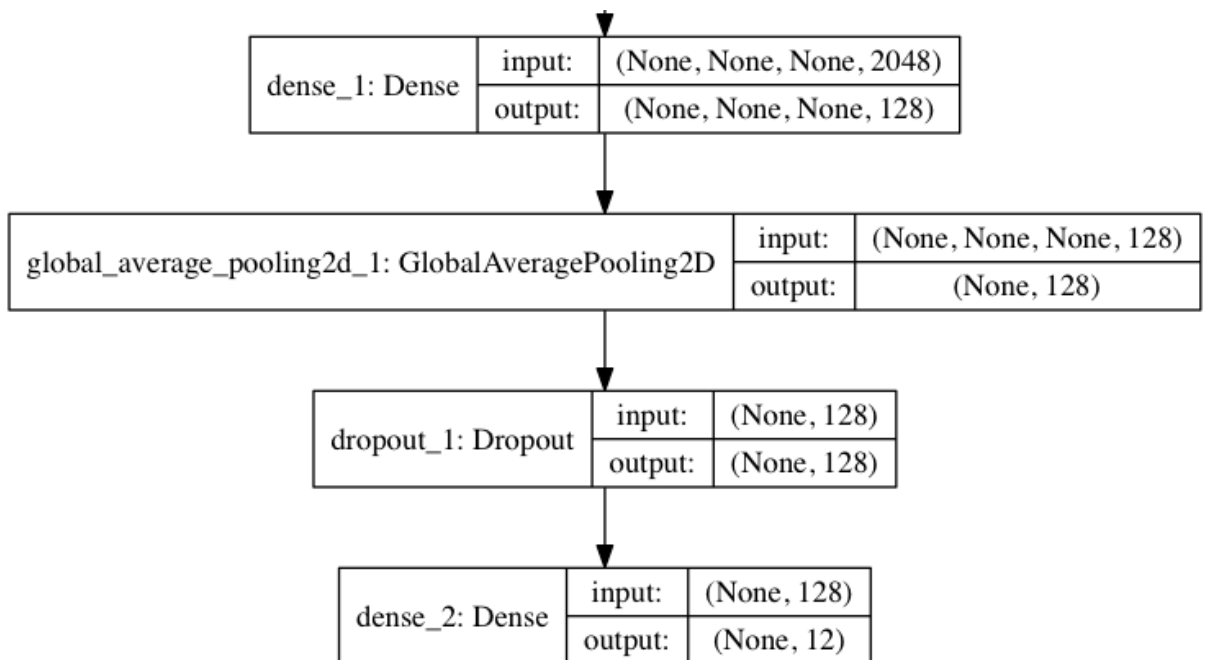 dense_1: Dense
input: (None, None, None, 2048)
output: (None, None, None, 128)
global_average_pooling2d_1: GlobalAveragePooling2D
input: (None, None, None, 128)
output: (None, 128)
dropout_1: Dropout
input: (None, 128)
output: (None, 128)
dense_2: Dense
input: (None, 128)
output: (None, 12)